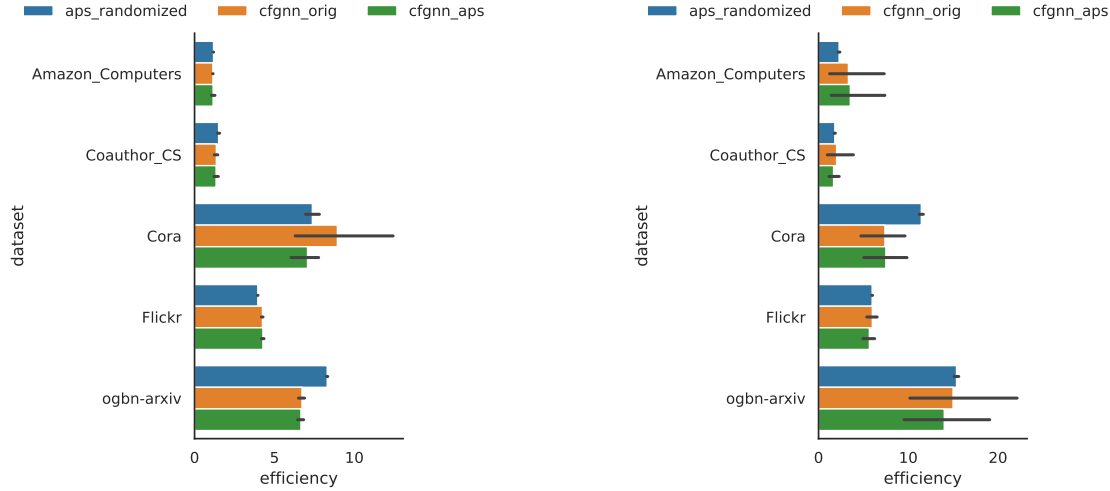 aps_randomized cfgnn_orig cfgnn_aps
Amazon_Computers
Coauthor_CS
Cora
Flickr
ogbn-arxiv
dataset
0 5 10
efficiency
aps_randomized cfgnn_orig cfgnn_aps
Amazon_Computers
Coauthor_CS
Cora
Flickr
ogbn-arxiv
dataset
0 10 20
efficiency